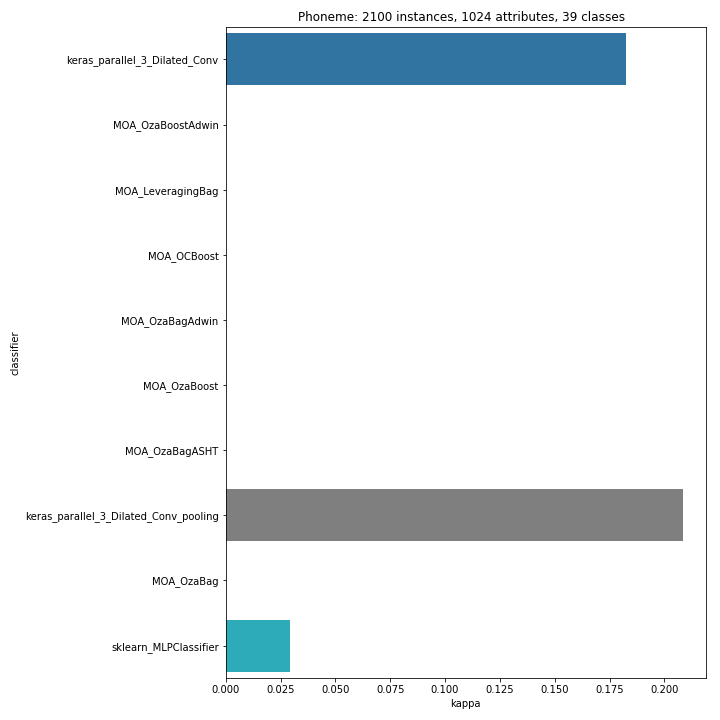 Phoneme: 2100 instances, 1024 attributes, 39 classes
classifier
keras_parallel_3_Dilated_Conv
MOA_OzaBoostAdwin
MOA_LeveragingBag
MOA_OCBoost
MOA_OzaBagAdwin
MOA_OzaBoost
MOA_OzaBagASHT
keras_parallel_3_Dilated_Conv_pooling
MOA_OzaBag
sklearn_MLPClassifier
0.000 0.025 0.050 0.075 0.100 0.125 0.150 0.175 0.200
kappa